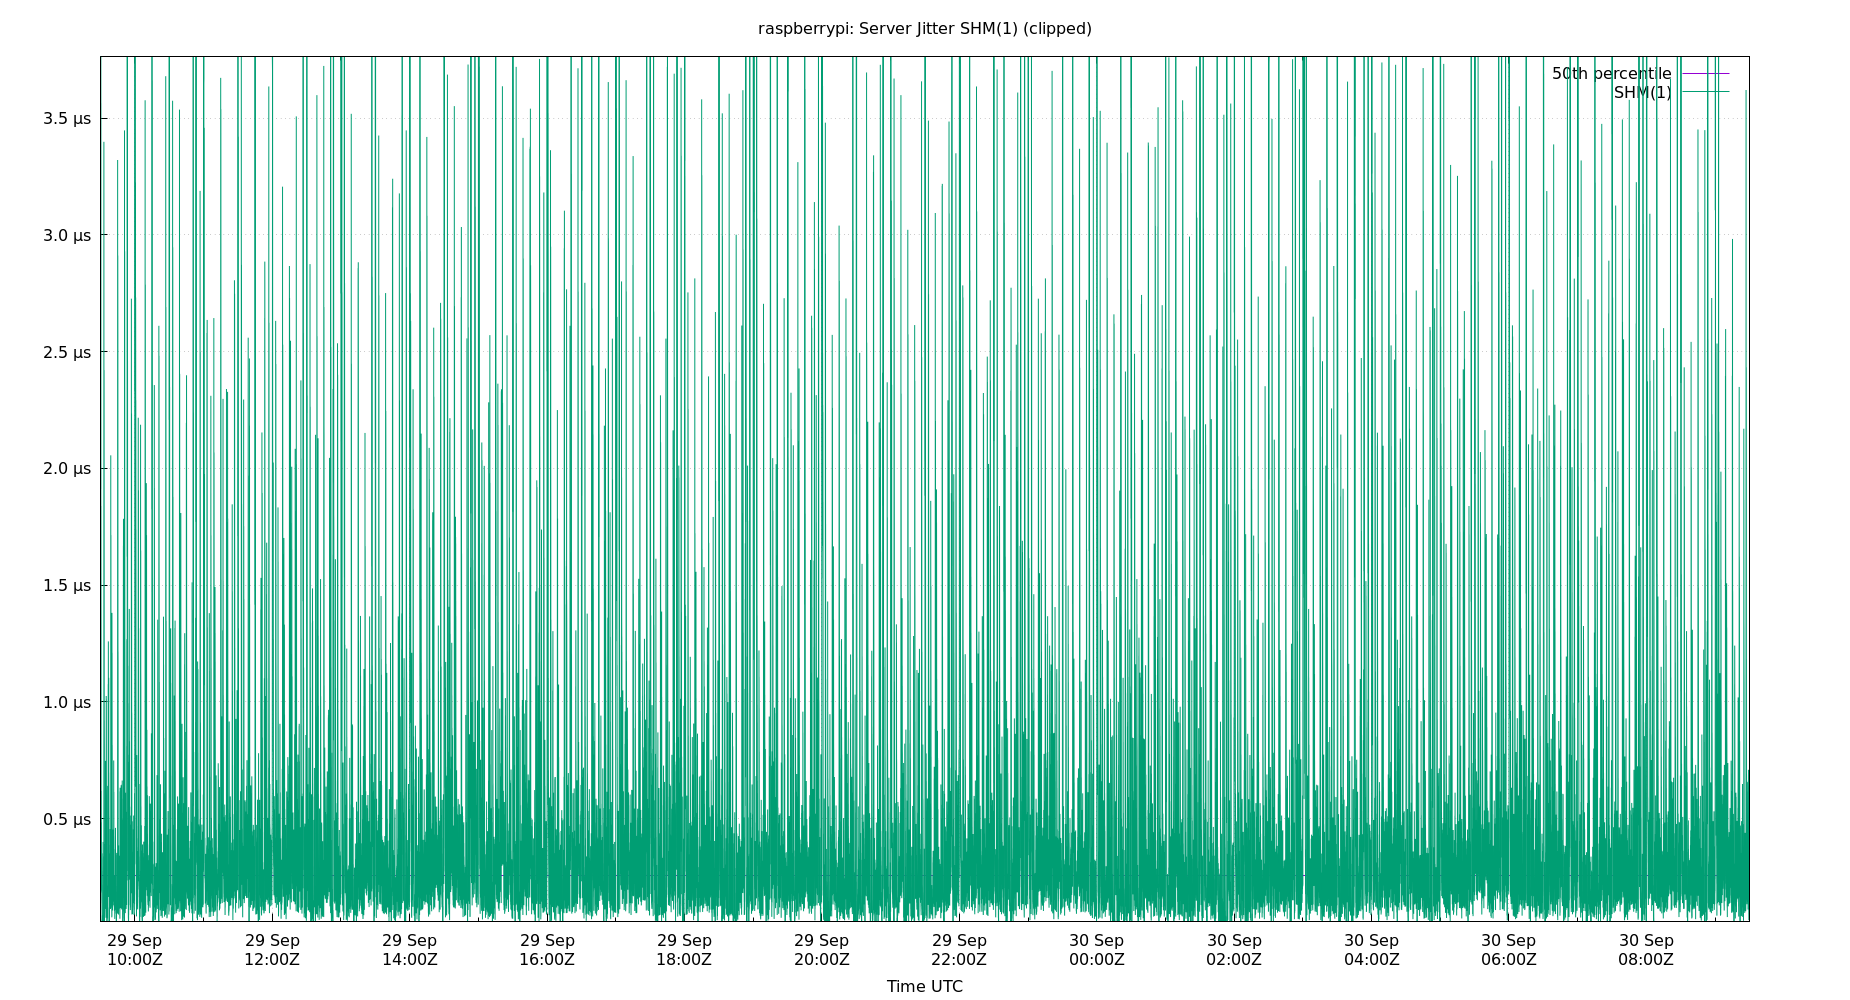 raspberrypi: Server Jitter SHM(1) (clipped)
50th percentile
SHM(1)
3.5 µs
3.0 µs
2.5 µs
2.0 µs
1.5 µs
1.0 µs
0.5 µs
29 Sep 29 Sep 29 Sep 29 Sep 29 Sep 29 Sep 29 Sep 30 Sep 30 Sep 30 Sep 30 Sep 30 Sep
10:00Z 12:00Z 14:00Z 16:00Z 18:00Z 20:00Z 22:00Z 00:00Z 02:00Z 04:00Z 06:00Z 08:00Z
Time UTC